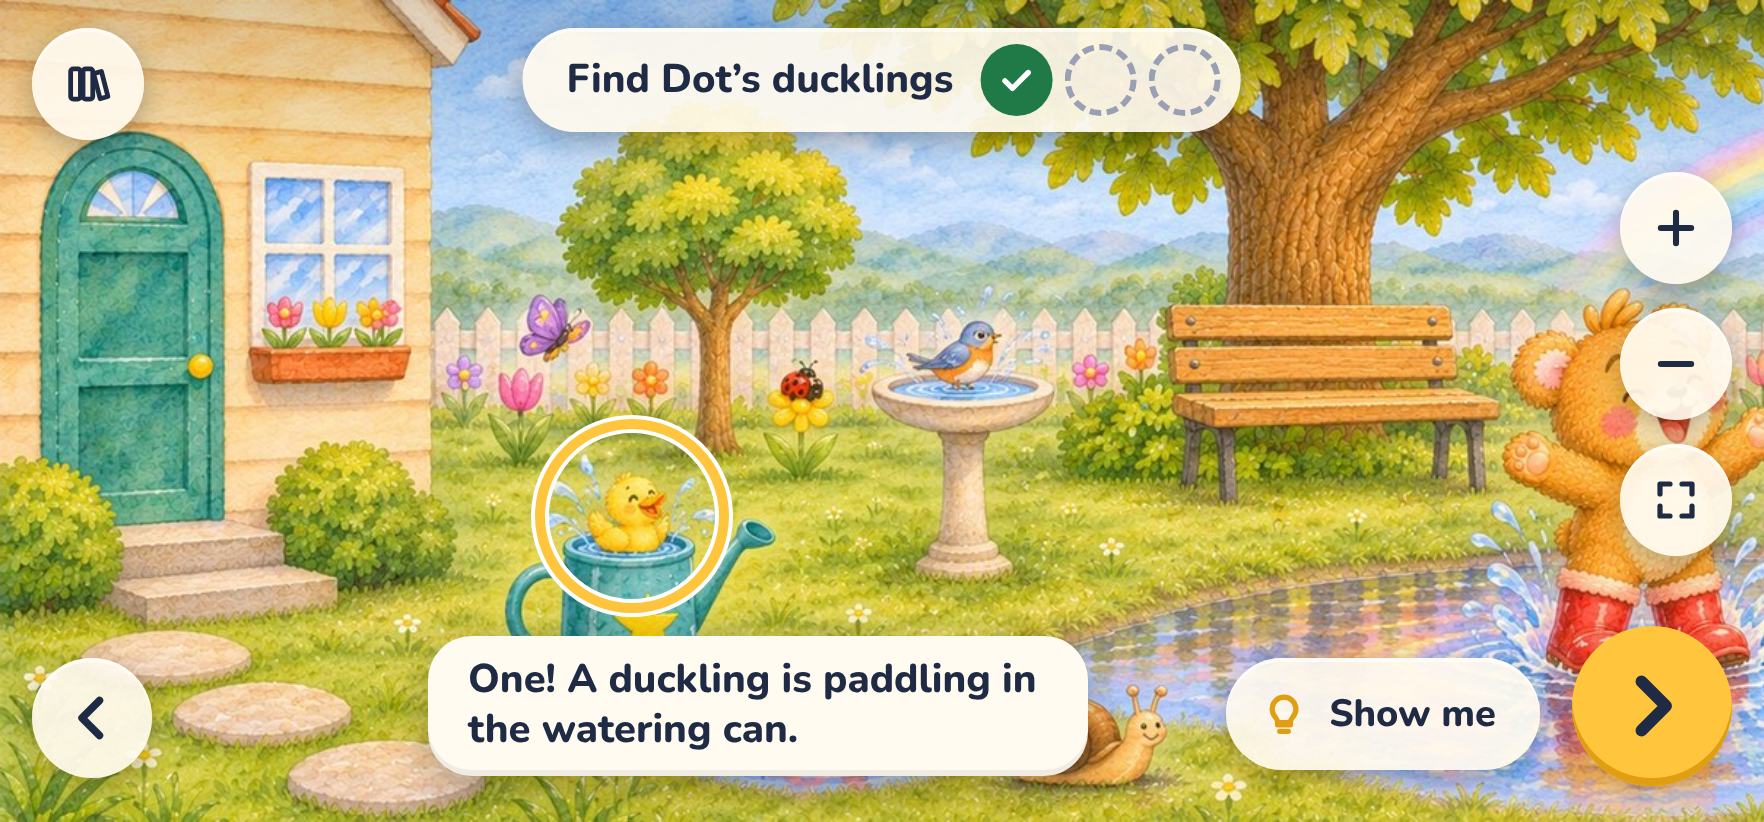 Find Dot’s ducklings
One! A duckling is paddling in
the watering can.
Show me